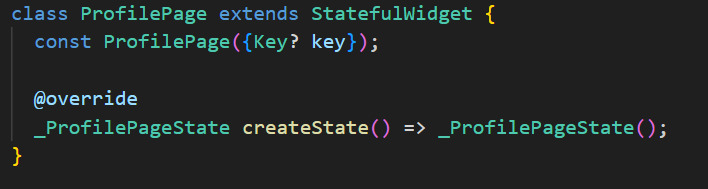 class ProfilePage extends StatefulWidget {
  const ProfilePage({Key? key});

  @override
  _ProfilePageState createState() => _ProfilePageState();
}